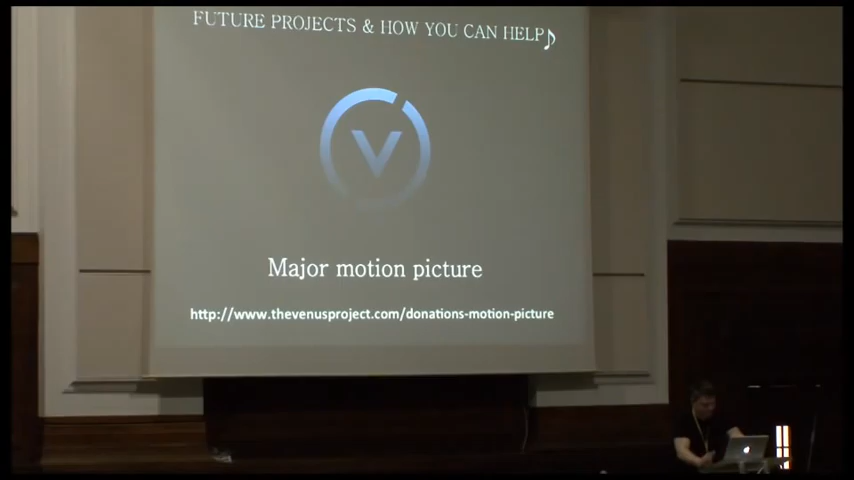 FUTURE PROJECTS & HOW YOU CAN HELP♪
V
Major motion picture
http://www.thevenusproject.com/donations-motion-picture